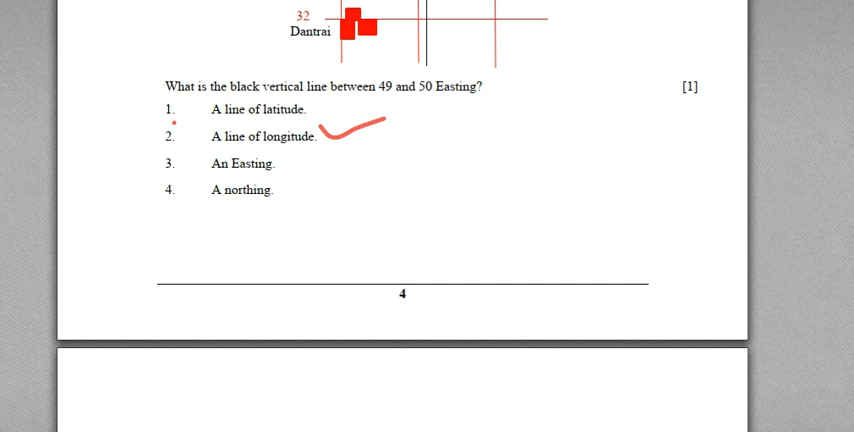 32
Dantrai
What is the black vertical line between 49 and 50 Easting? [1]
1. A line of latitude.
2. A line of longitude.
3. An Easting.
4. A northing.
4